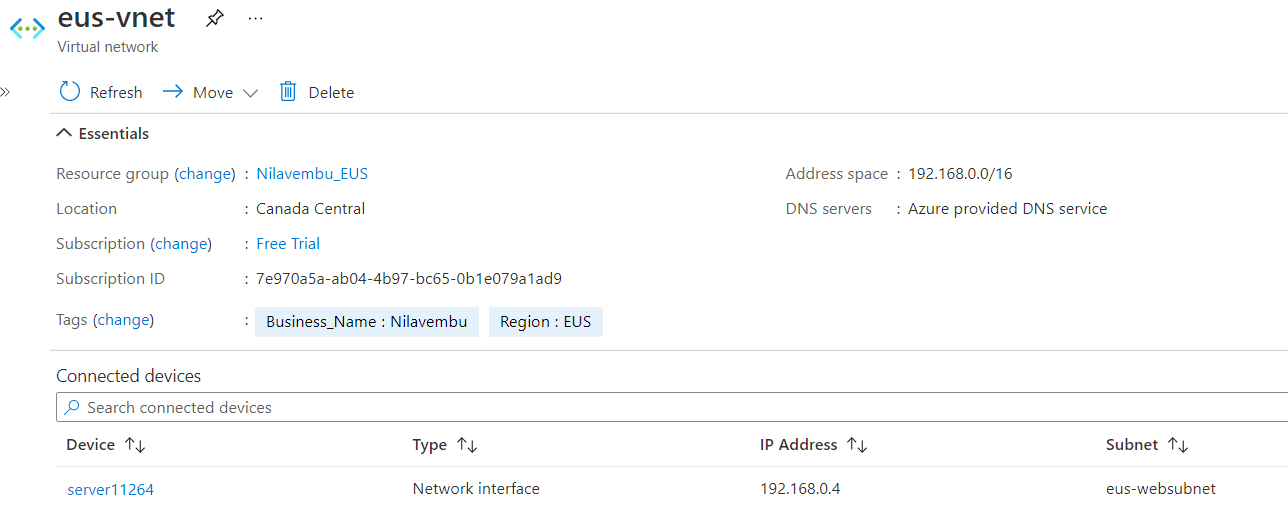 eus-vnet ...
Virtual network
» Refresh Move Delete
Essentials
Resource group (change) : Nilavembu_EUS Address space : 192.168.0.0/16
Location : Canada Central DNS servers : Azure provided DNS service
Subscription (change) : Free Trial
Subscription ID : 7e970a5a-ab04-4b97-bc65-0b1e079a1ad9
Tags (change) : Business_Name : Nilavembu Region : EUS
Connected devices
Search connected devices
Device ↑↓ Type ↑↓ IP Address ↑↓ Subnet ↑↓
server11264 Network interface 192.168.0.4 eus-websubnet